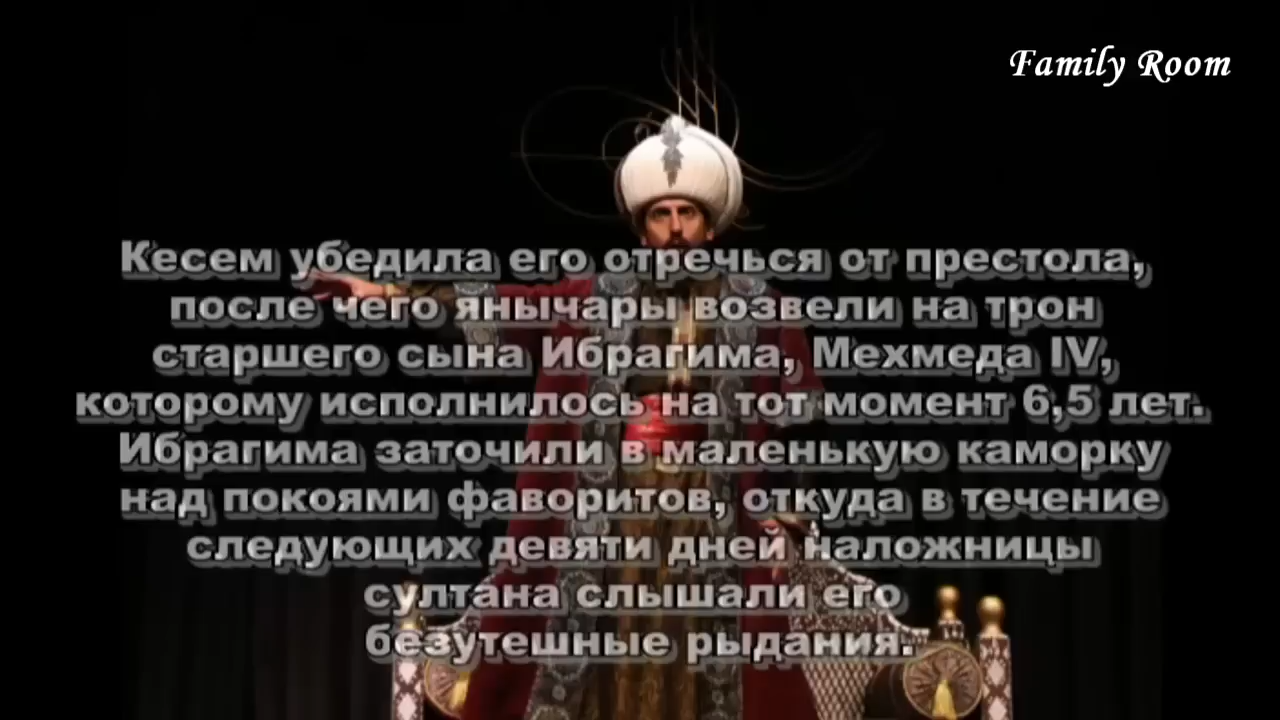 Family Room
Кесем убедила его отречься от престола,
после чего янычары возвели на трон
старшего сына Ибрагима, Мехмеда IV,
которому исполнилось на тот момент 6,5 лет.
Ибрагима заточили в маленькую каморку
над покоями фаворитов, откуда в течение
следующих девяти дней наложницы
султана слышали его
безутешные рыдания.